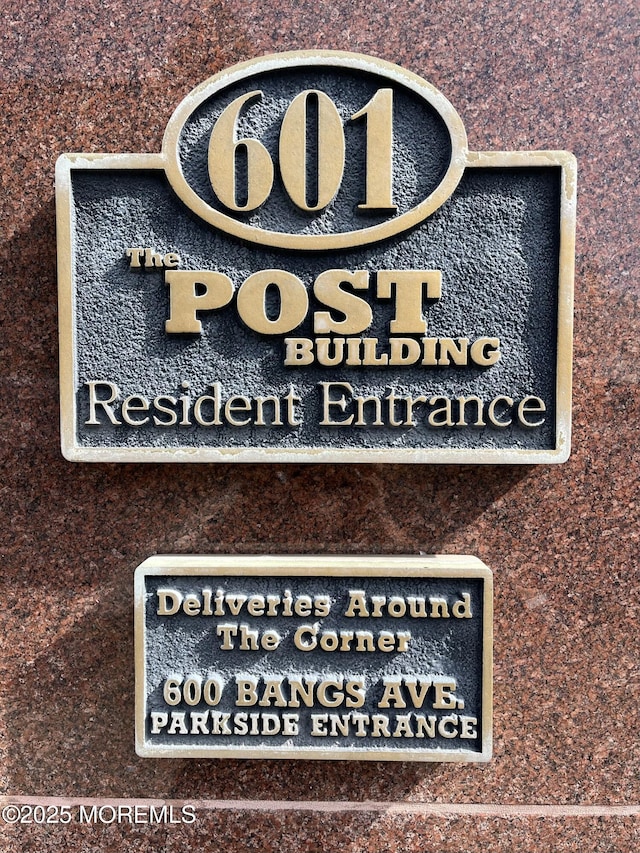 601
The
POST
BUILDING
Resident Entrance
Deliveries Around
The Corner
600 BANGS AVE.
PARKSIDE ENTRANCE
©2025 MOREMLS